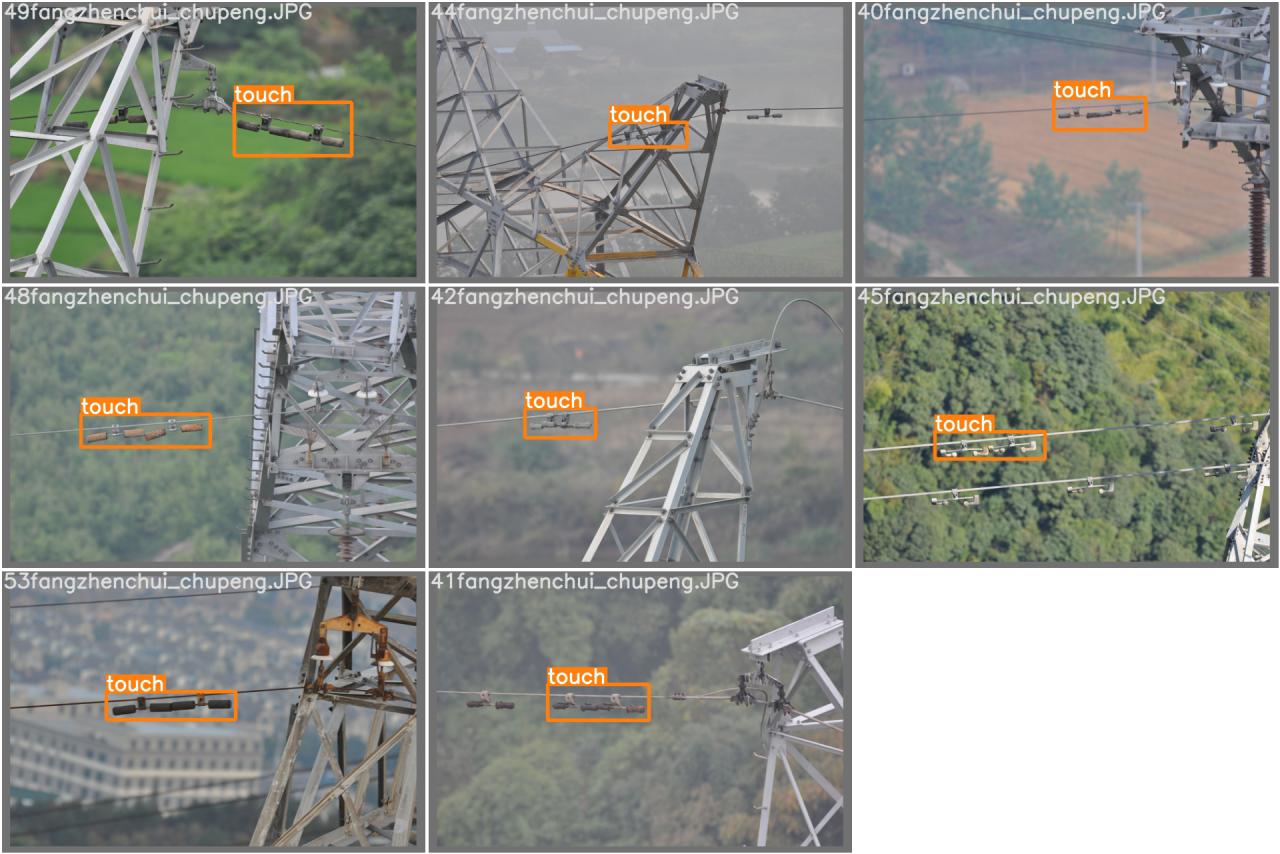 49fangzhenchui_chupeng.JPG
touch
44fangzhenchui_chupeng.JPG
touch
40fangzhenchui_chupeng.JPG
touch
48fangzhenchui_chupeng.JPG
touch
42fangzhenchui_chupeng.JPG
touch
45fangzhenchui_chupeng.JPG
touch
53fangzhenchui_chupeng.JPG
touch
41fangzhenchui_chupeng.JPG
touch